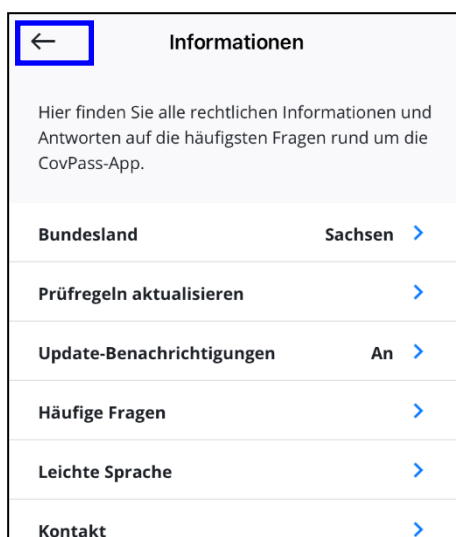 Informationen
Hier finden Sie alle rechtlichen Informationen und
Antworten auf die häufigsten Fragen rund um die
CovPass-App.
Bundesland Sachsen
Prüfregeln aktualisieren
Update-Benachrichtigungen An
Häufige Fragen
Leichte Sprache
Kontakt